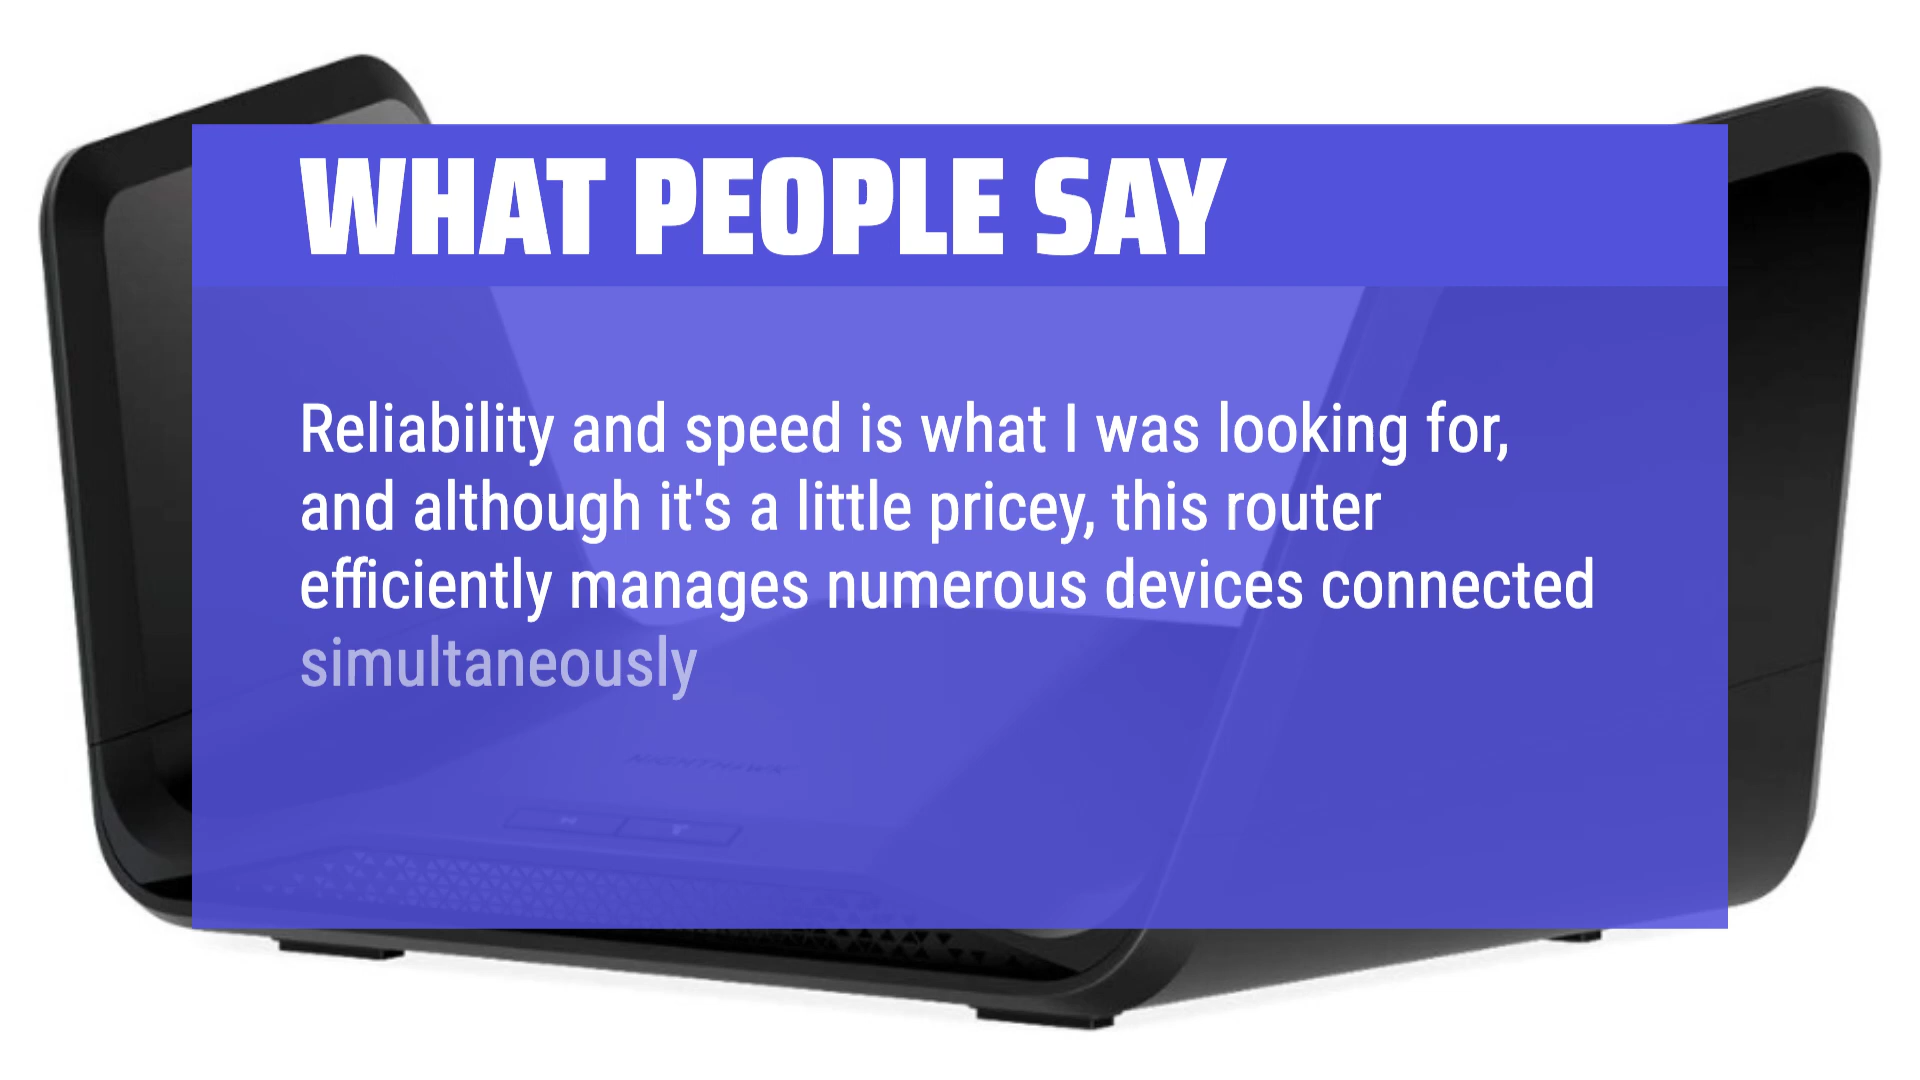 WHAT PEOPLE SAY
Reliability and speed is what I was looking for,
and although it's a little pricey, this router
efficiently manages numerous devices connected
simultaneously
NIGHTHAWK